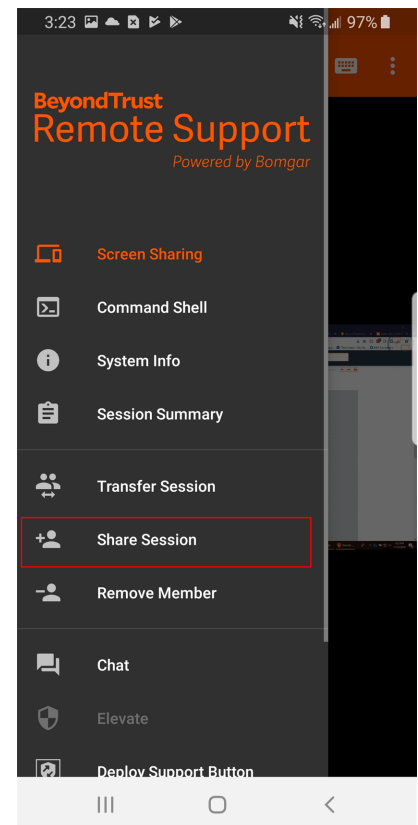 3:23 97%
BeyondTrust
Remote Support
Powered by Bomgar
Screen Sharing
Command Shell
System Info
Session Summary
Transfer Session
Share Session
Remove Member
Chat
Elevate
Deploy Support Button